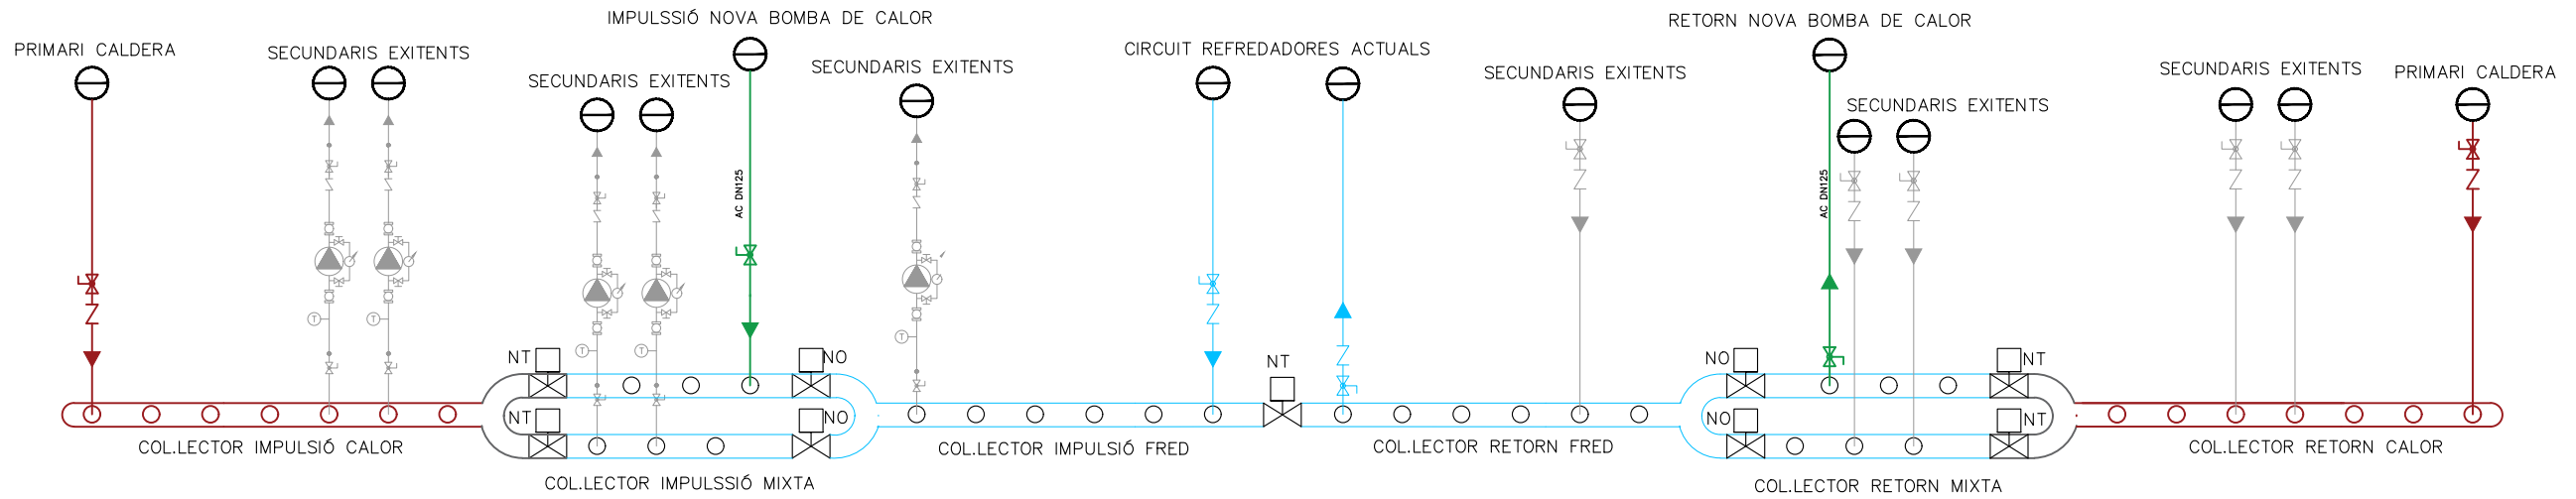 IMPULSSIÓ NOVA BOMBA DE CALOR
RETORN NOVA BOMBA DE CALOR
PRIMARI CALDERA
SECUNDARIS EXITENTS
SECUNDARIS EXITENTS
SECUNDARIS EXITENTS
CIRCUIT REFREDADORES ACTUALS
SECUNDARIS EXITENTS
SECUNDARIS EXITENTS
SECUNDARIS EXITENTS
PRIMARI CALDERA
AC DN125
AC DN125
T
T
T
T
T
NT
NO
NT
NO
NT
NT
NO
NO
NT
COL.LECTOR IMPULSIÓ CALOR
COL.LECTOR IMPULSIÓ FRED
COL.LECTOR RETORN FRED
COL.LECTOR RETORN CALOR
COL.LECTOR IMPULSSIÓ MIXTA
COL.LECTOR RETORN MIXTA